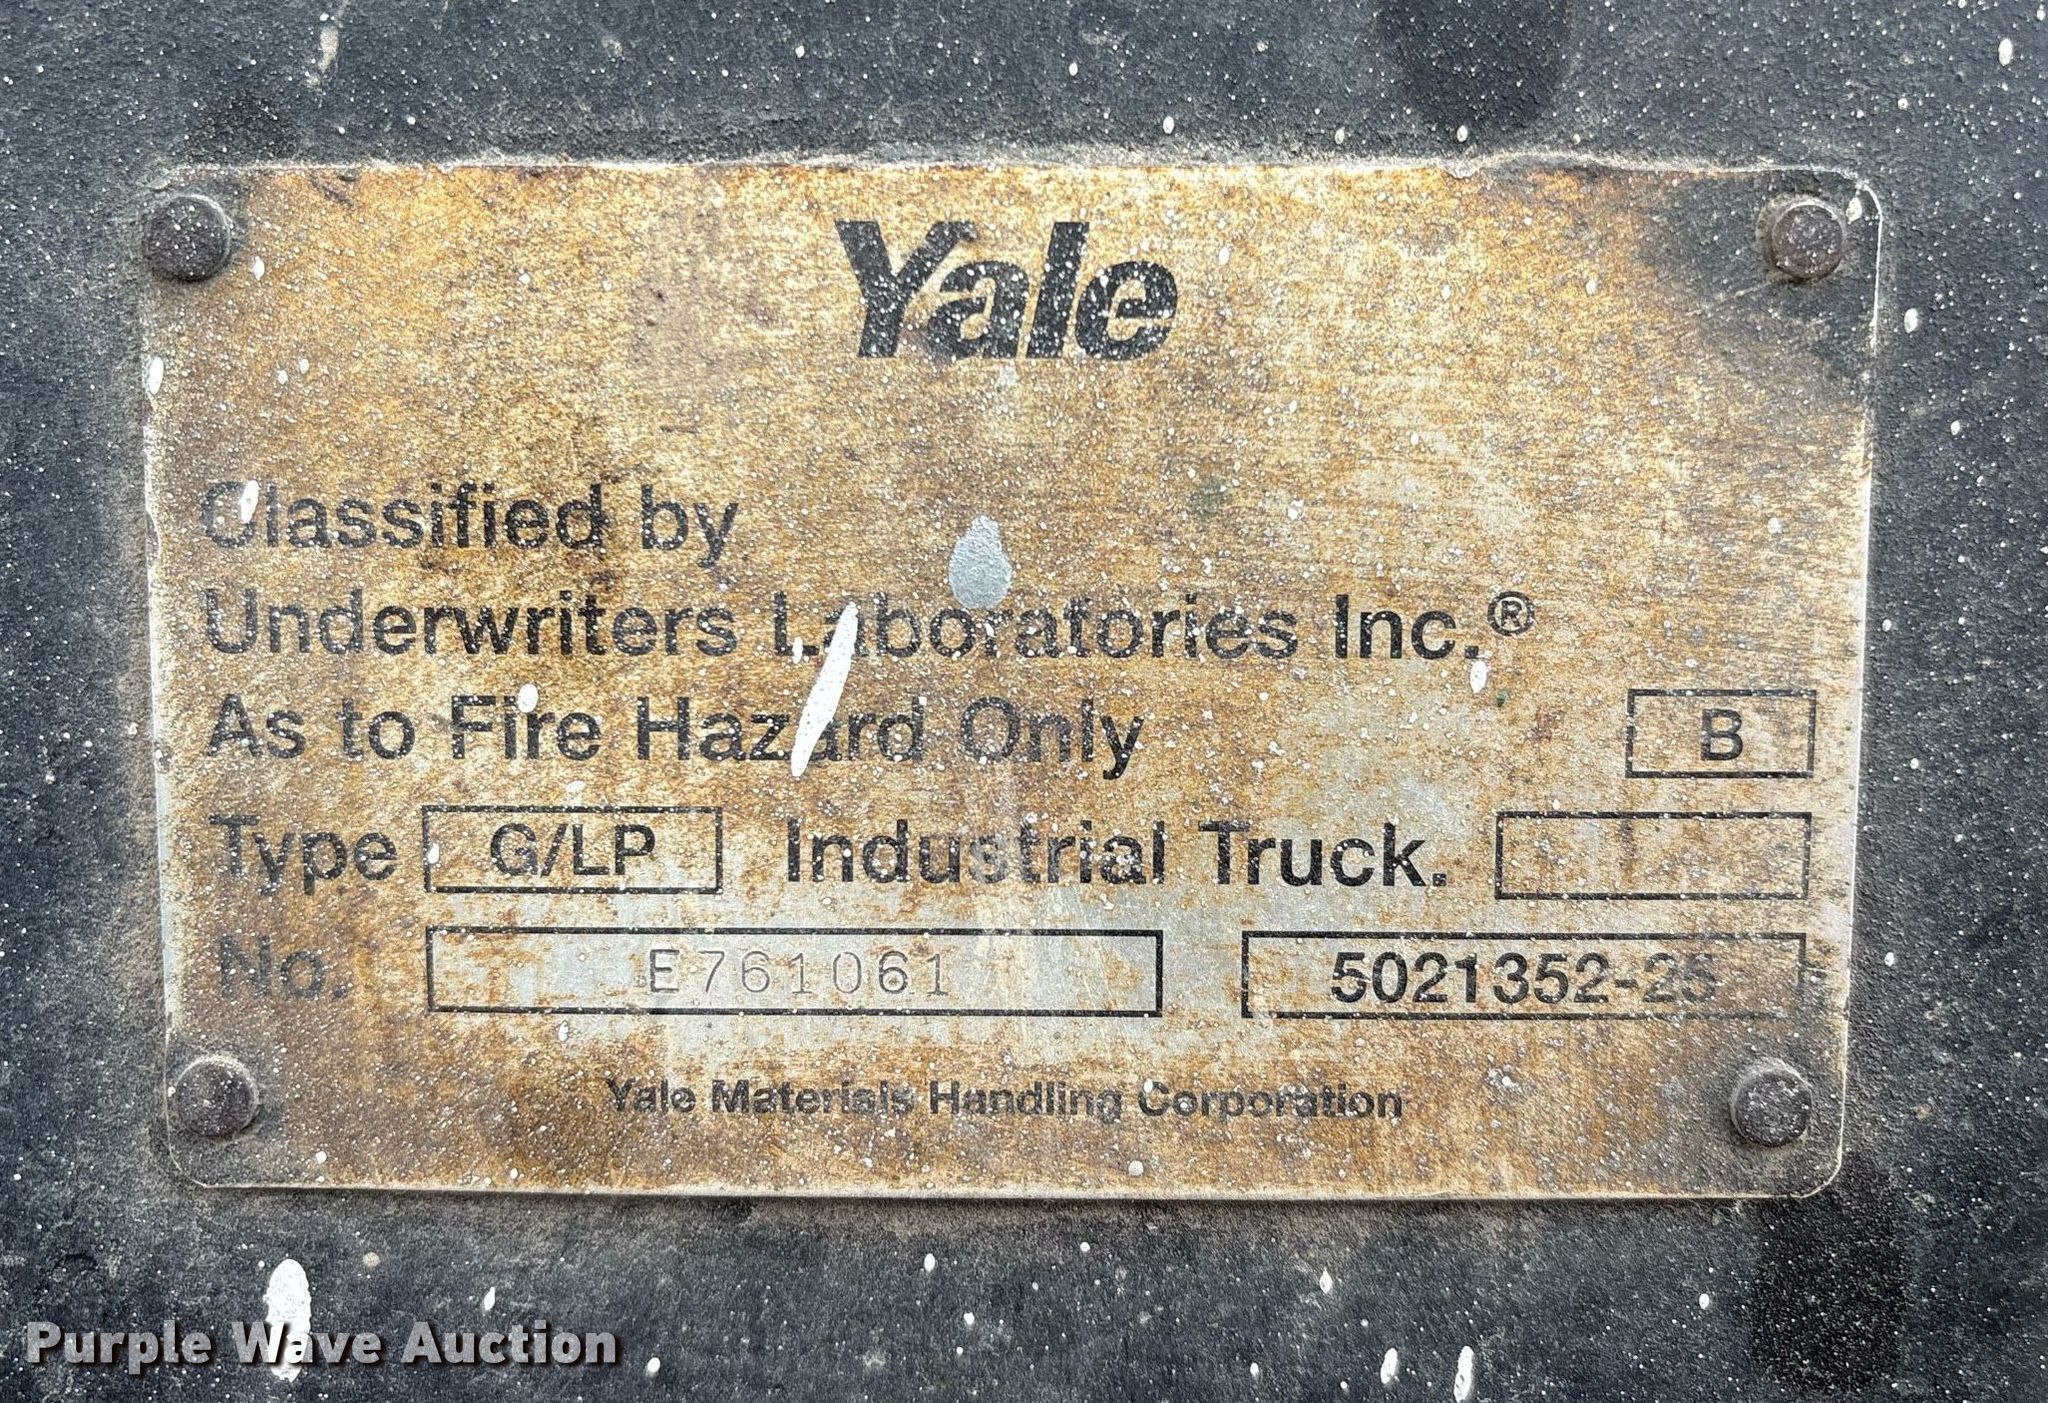 Yale
Classified by
Underwriters Laboratories Inc.®
As to Fire Hazard Only B
Type G/LP Industrial Truck.
No. E761061 5021352-25
Yale Materials Handling Corporation
Purple Wave Auction